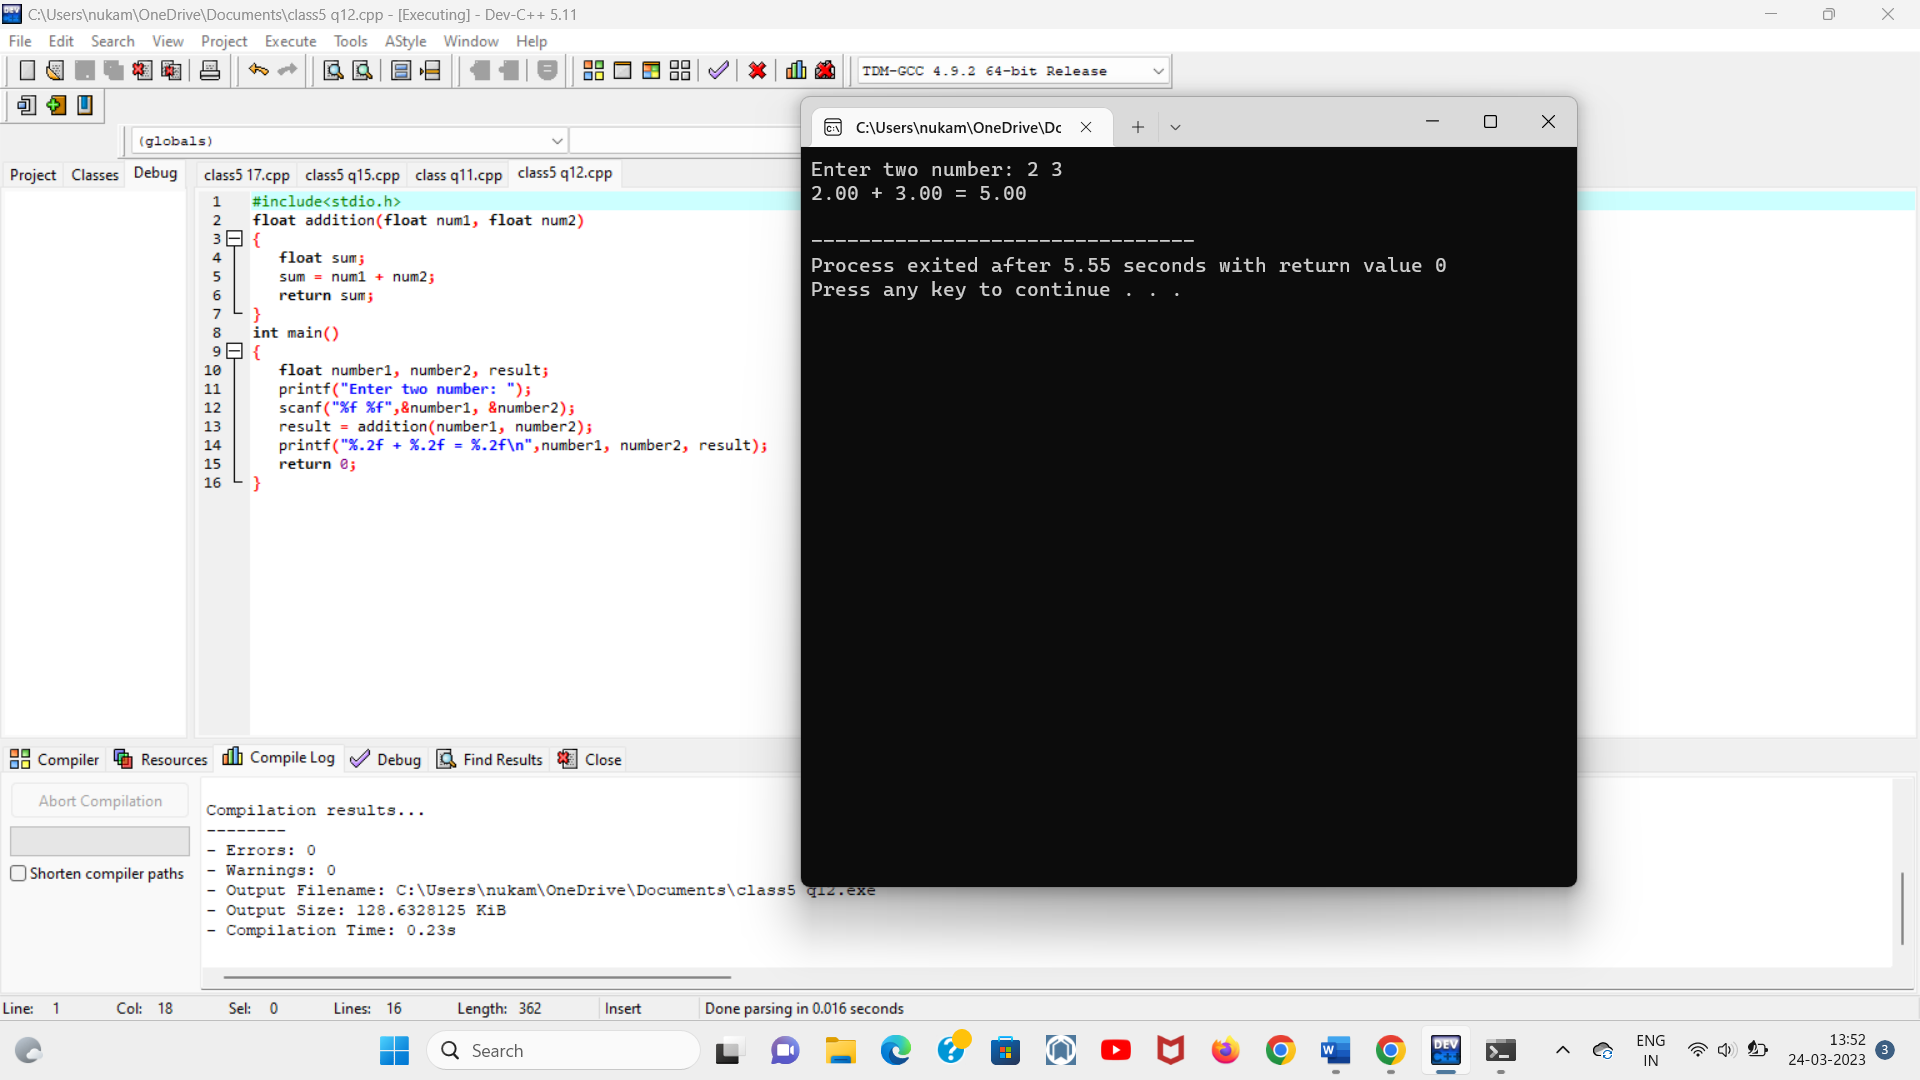 C:\Users\nukam\OneDrive\Documents\class5 q12.cpp - [Executing] - Dev-C++ 5.11
File Edit Search View Project Execute Tools AStyle Window Help
TDM-GCC 4.9.2 64-bit Release
(globals)
Project Classes Debug
class5 17.cpp class5 q15.cpp class q11.cpp class5 q12.cpp
1 #include<stdio.h>
2 float addition(float num1, float num2)
3 {
4 float sum;
5 sum = num1 + num2;
6 return sum;
7 }
8 int main()
9 {
10 float number1, number2, result;
11 printf("Enter two number: ");
12 scanf("%f %f",&number1, &number2);
13 result = addition(number1, number2);
14 printf("%.2f + %.2f = %.2f\n",number1, number2, result);
15 return 0;
16 }
C:\Users\nukam\OneDrive\Dc
Enter two number: 2 3
2.00 + 3.00 = 5.00
--------------------------------
Process exited after 5.55 seconds with return value 0
Press any key to continue . . .
Compiler Resources Compile Log Debug Find Results Close
Abort Compilation
Shorten compiler paths
Compilation results...
--------
- Errors: 0
- Warnings: 0
- Output Filename: C:\Users\nukam\OneDrive\Documents\class5 q12.exe
- Output Size: 128.6328125 KiB
- Compilation Time: 0.23s
Line: 1 Col: 18 Sel: 0 Lines: 16 Length: 362 Insert Done parsing in 0.016 seconds
Search
DEV C++
ENG
IN
13:52
24-03-2023
3